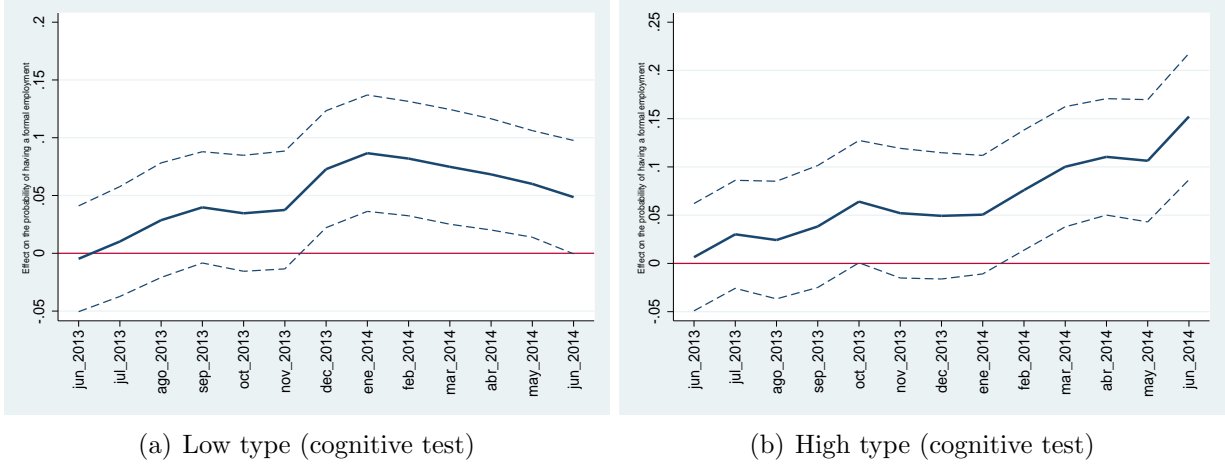 Effect on the probability of having a formal employment
.2
.15
.1
.05
0
-.05
jun_2013
jul_2013
ago_2013
sep_2013
oct_2013
nov_2013
dec_2013
ene_2014
feb_2014
mar_2014
abr_2014
may_2014
jun_2014
(a) Low type (cognitive test)
Effect on the probability of having a formal employment
.25
.2
.15
.1
.05
0
-.05
jun_2013
jul_2013
ago_2013
sep_2013
oct_2013
nov_2013
dec_2013
ene_2014
feb_2014
mar_2014
abr_2014
may_2014
jun_2014
(b) High type (cognitive test)